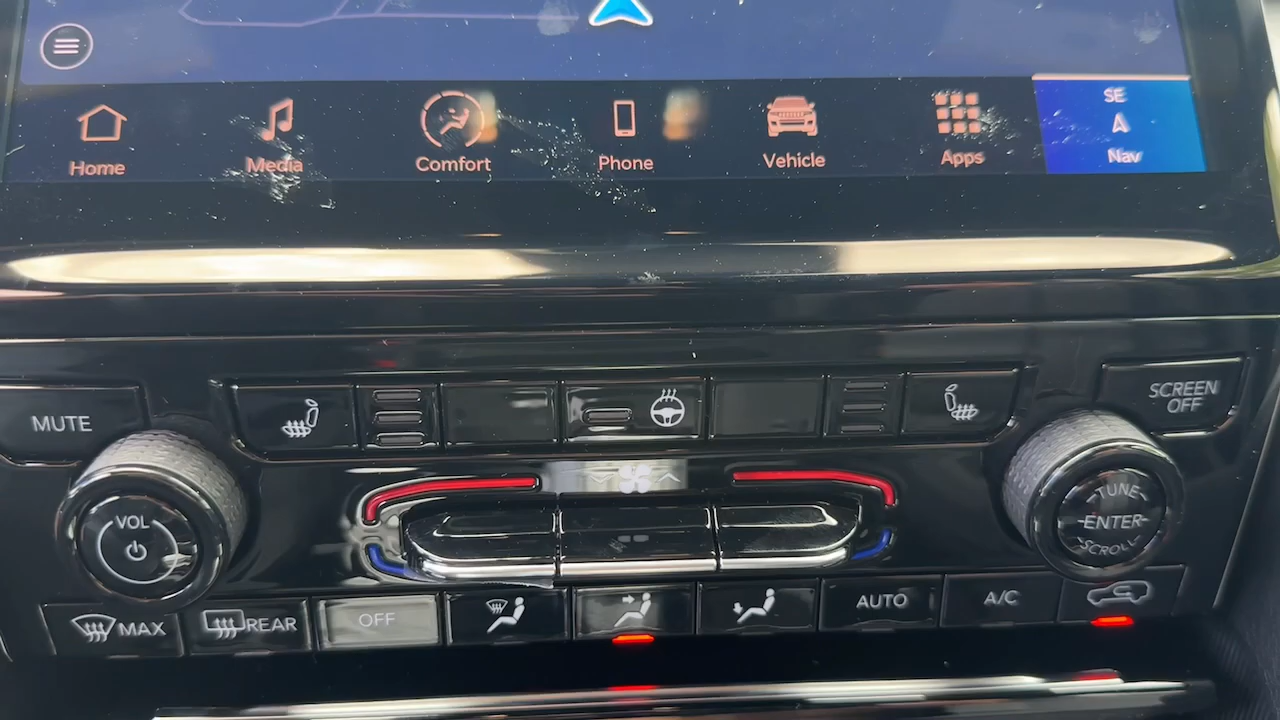 SE
Home
Media
Comfort
Phone
Vehicle
Apps
Nav
MUTE
SCREEN
OFF
VOL
TUNE
ENTER
SCROLL
MAX
REAR
OFF
AUTO
A/C